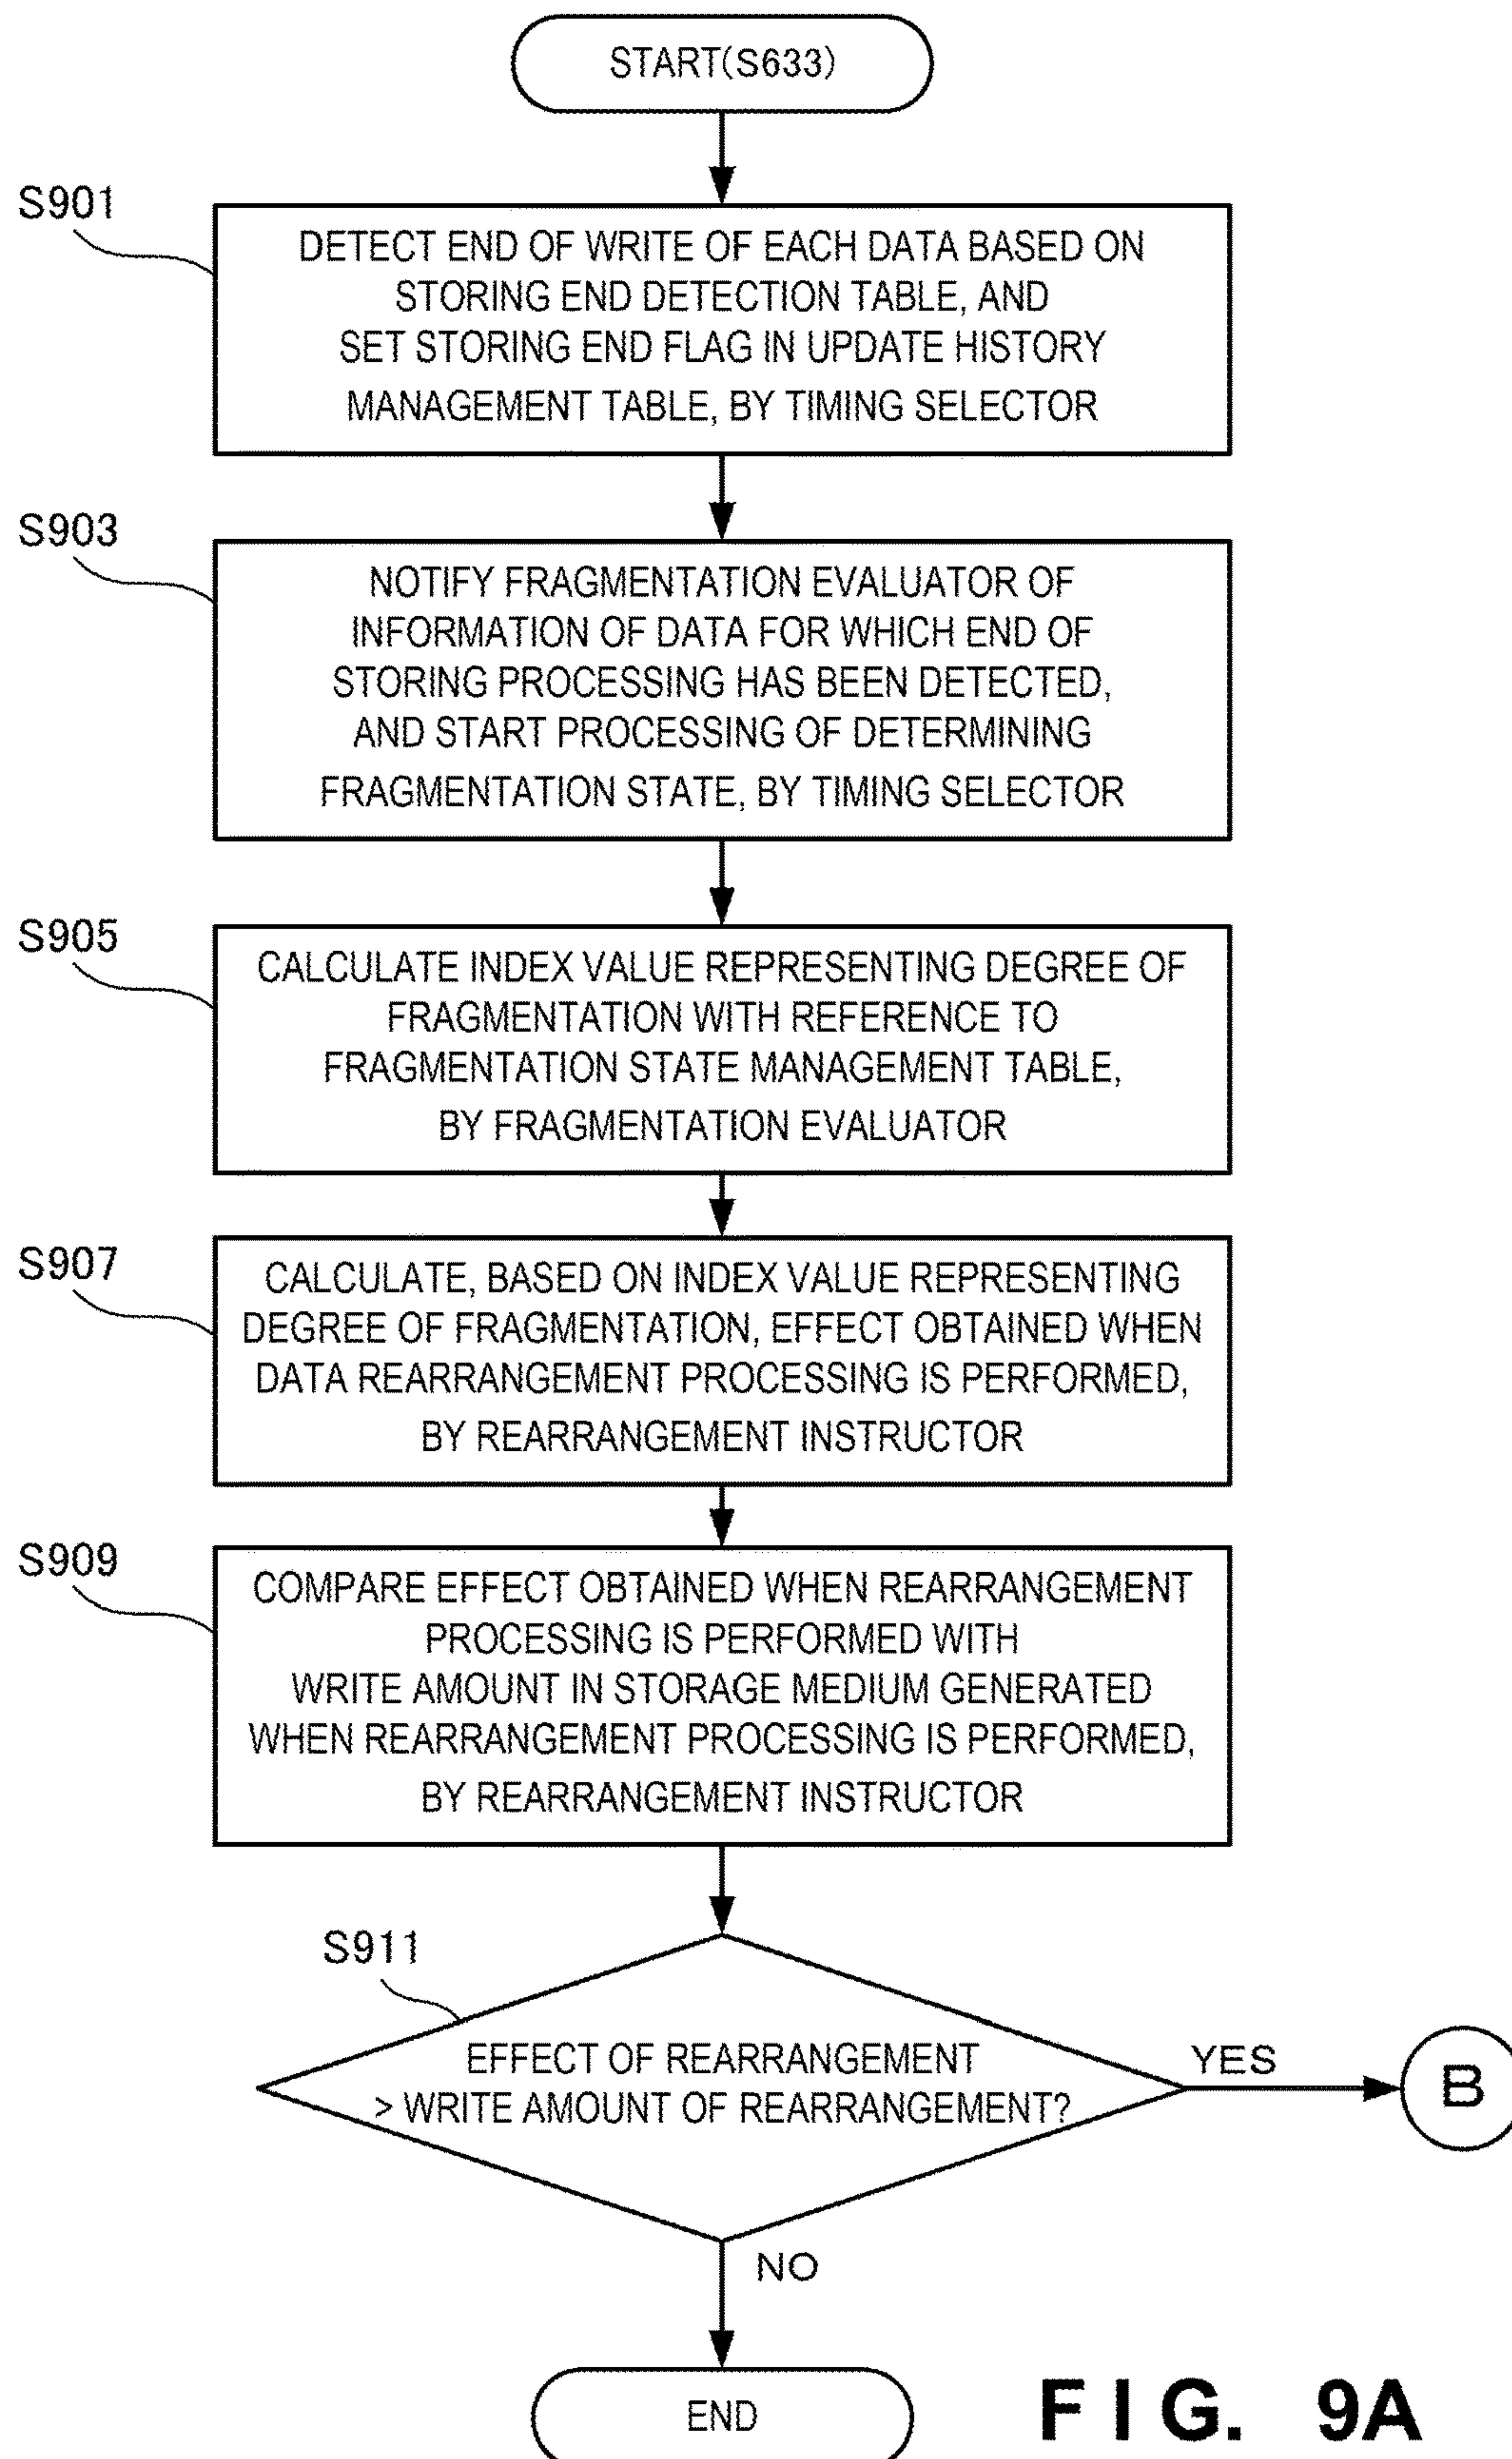 START(S633)
S901
DETECT END OF WRITE OF EACH DATA BASED ON
STORING END DETECTION TABLE, AND
SET STORING END FLAG IN UPDATE HISTORY
MANAGEMENT TABLE, BY TIMING SELECTOR
S903
NOTIFY FRAGMENTATION EVALUATOR OF
INFORMATION OF DATA FOR WHICH END OF
STORING PROCESSING HAS BEEN DETECTED,
AND START PROCESSING OF DETERMINING
FRAGMENTATION STATE, BY TIMING SELECTOR
S905
CALCULATE INDEX VALUE REPRESENTING DEGREE OF
FRAGMENTATION WITH REFERENCE TO
FRAGMENTATION STATE MANAGEMENT TABLE,
BY FRAGMENTATION EVALUATOR
S907
CALCULATE, BASED ON INDEX VALUE REPRESENTING
DEGREE OF FRAGMENTATION, EFFECT OBTAINED WHEN
DATA REARRANGEMENT PROCESSING IS PERFORMED,
BY REARRANGEMENT INSTRUCTOR
S909
COMPARE EFFECT OBTAINED WHEN REARRANGEMENT
PROCESSING IS PERFORMED WITH
WRITE AMOUNT IN STORAGE MEDIUM GENERATED
WHEN REARRANGEMENT PROCESSING IS PERFORMED,
BY REARRANGEMENT INSTRUCTOR
S911
EFFECT OF REARRANGEMENT
> WRITE AMOUNT OF REARRANGEMENT?
YES
B
NO
END
FIG. 9A